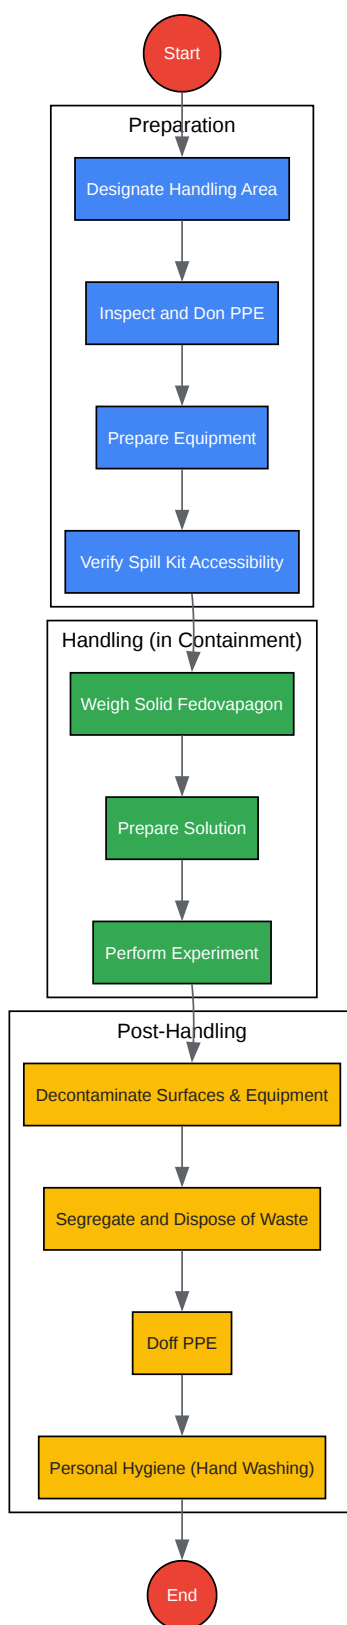 Start
Preparation
Designate Handling Area
Inspect and Don PPE
Prepare Equipment
Verify Spill Kit Accessibility
Handling (in Containment)
Weigh Solid Fedovapagon
Prepare Solution
Perform Experiment
Post-Handling
Decontaminate Surfaces & Equipment
Segregate and Dispose of Waste
Doff PPE
Personal Hygiene (Hand Washing)
End